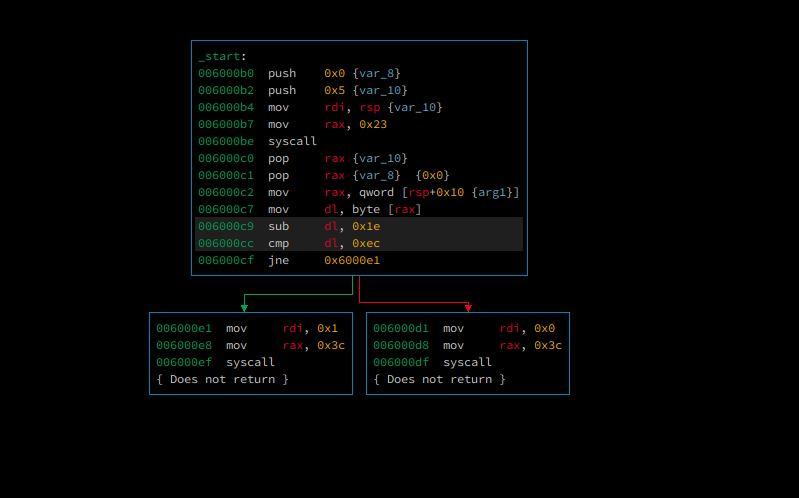 _start:
006000b0 push 0x0 {var_8}
006000b2 push 0x5 {var_10}
006000b4 mov rdi, rsp {var_10}
006000b7 mov rax, 0x23
006000be syscall
006000c0 pop rax {var_10}
006000c1 pop rax {var_8} {0x0}
006000c2 mov rax, qword [rsp+0x10 {arg1}]
006000c7 mov dl, byte [rax]
006000c9 sub dl, 0x1e
006000cc cmp dl, 0xec
006000cf jne 0x6000e1
006000e1 mov rdi, 0x1
006000e8 mov rax, 0x3c
006000ef syscall
{ Does not return }
006000d1 mov rdi, 0x0
006000d8 mov rax, 0x3c
006000df syscall
{ Does not return }